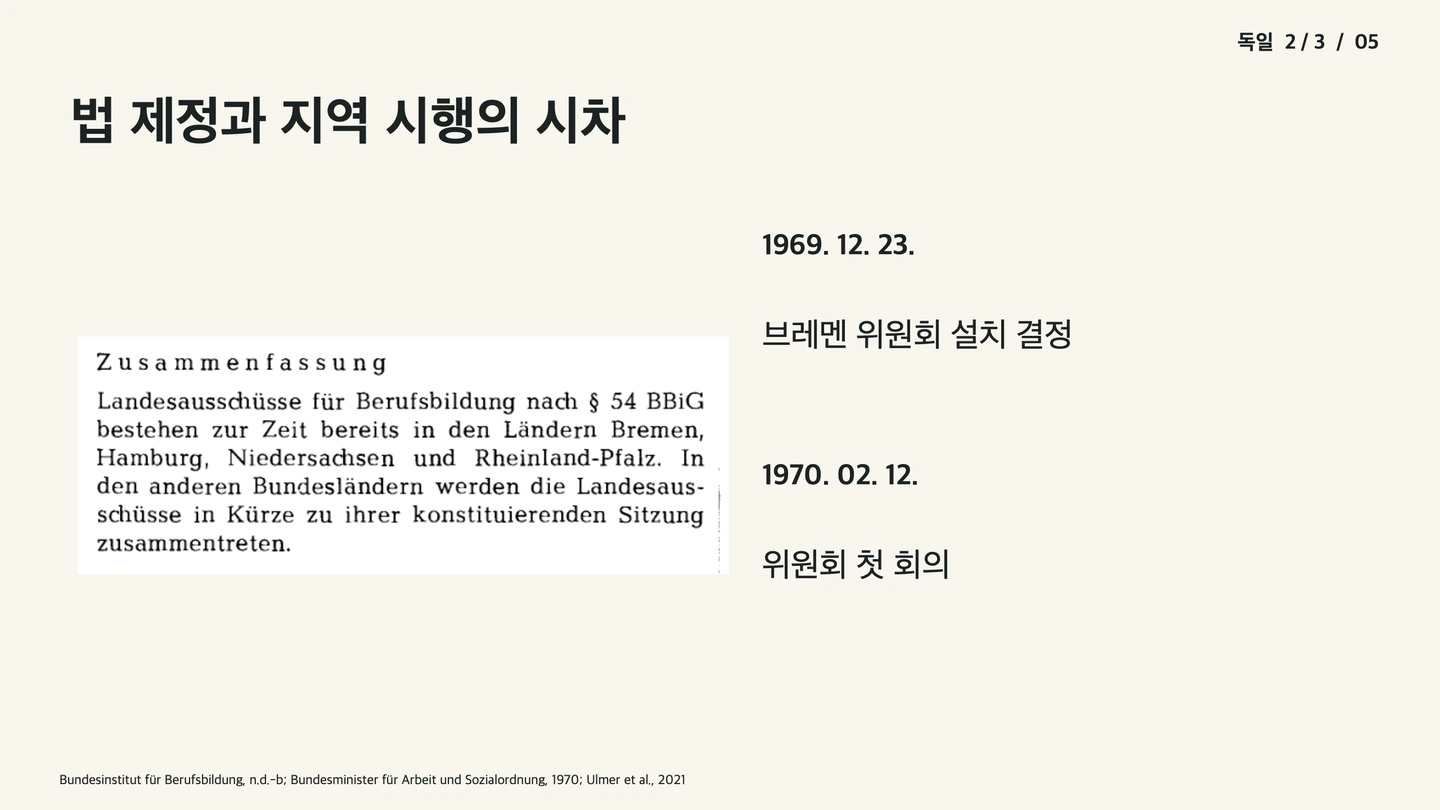 독일 2 / 3 / 05
법 제정과 지역 시행의 시차
Zusammenfassung
Landesausschüsse für Berufsbildung nach § 54 BBiG
bestehen zur Zeit bereits in den Ländern Bremen,
Hamburg, Niedersachsen und Rheinland-Pfalz. In
den anderen Bundesländern werden die Landesaus-
schüsse in Kürze zu ihrer konstituierenden Sitzung
zusammentreten.
1969. 12. 23.
브레멘 위원회 설치 결정
1970. 02. 12.
위원회 첫 회의
Bundesinstitut für Berufsbildung, n.d.-b; Bundesminister für Arbeit und Sozialordnung, 1970; Ulmer et al., 2021